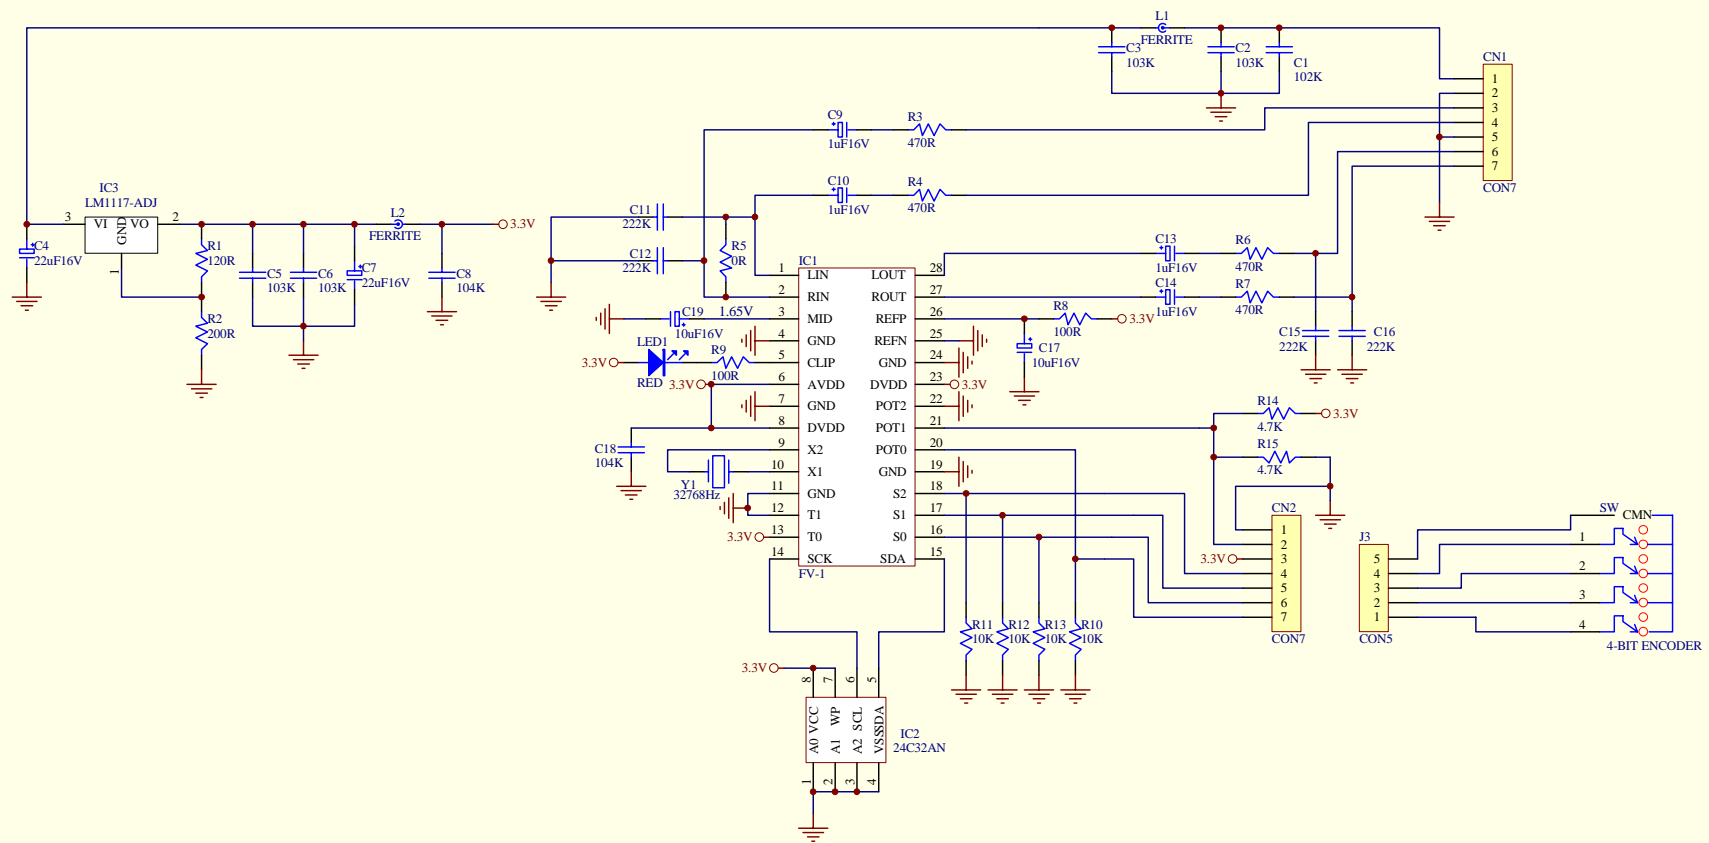 L1
FERRITE
C3
103K
C2
103K
C1
102K
CN1
1
2
3
4
5
6
7
CON7
C9
1uF16V
R3
470R
C10
1uF16V
R4
470R
IC3
LM1117-ADJ
3
VI
GND
VO
2
1
C4
22uF16V
R1
120R
R2
200R
C5
103K
C6
103K
C7
22uF16V
L2
FERRITE
C8
104K
3.3V
C11
222K
C12
222K
R5
0R
C19
10uF16V
1.65V
LED1
RED
3.3V
R9
100R
3.3V
C18
104K
Y1
32768Hz
3.3V
IC1
1 LIN LOUT 28
2 RIN ROUT 27
3 MID REFP 26
4 GND REFN 25
5 CLIP GND 24
6 AVDD DVDD 23
7 GND POT2 22
8 DVDD POT1 21
9 X2 POT0 20
10 X1 GND 19
11 GND S2 18
12 T1 S1 17
13 T0 S0 16
14 SCK SDA 15
FV-1
C13
1uF16V
R6
470R
C14
1uF16V
R7
470R
R8
100R
3.3V
C17
10uF16V
3.3V
C15
222K
C16
222K
R14
4.7K
3.3V
R15
4.7K
CN2
1
2
3
4
5
6
7
CON7
3.3V
J3
5
4
3
2
1
CON5
SW
CMN
1
2
3
4
4-BIT ENCODER
R11
10K
R12
10K
R13
10K
R10
10K
3.3V
8
7
6
5
VCC
WP
SCL
SDA
A0
A1
A2
VSS
1
2
3
4
IC2
24C32AN